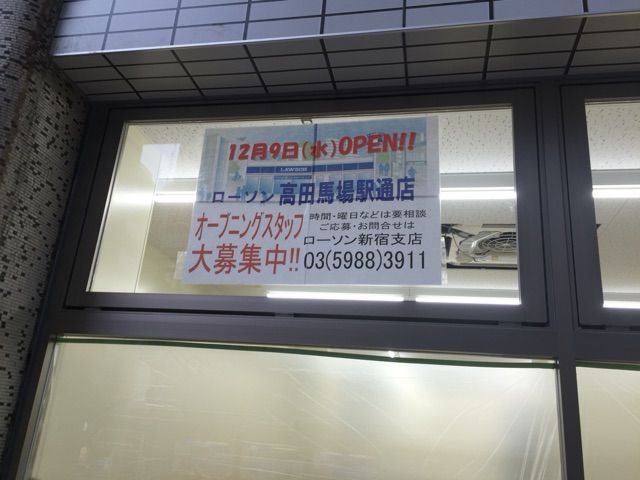 12月9日(水)OPEN!!
LAWSON
ローソン 高田馬場駅通店
オープニングスタッフ
大募集中!!
時間・曜日などは要相談
ご応募・お問合せは
ローソン新宿支店
03(5988)3911